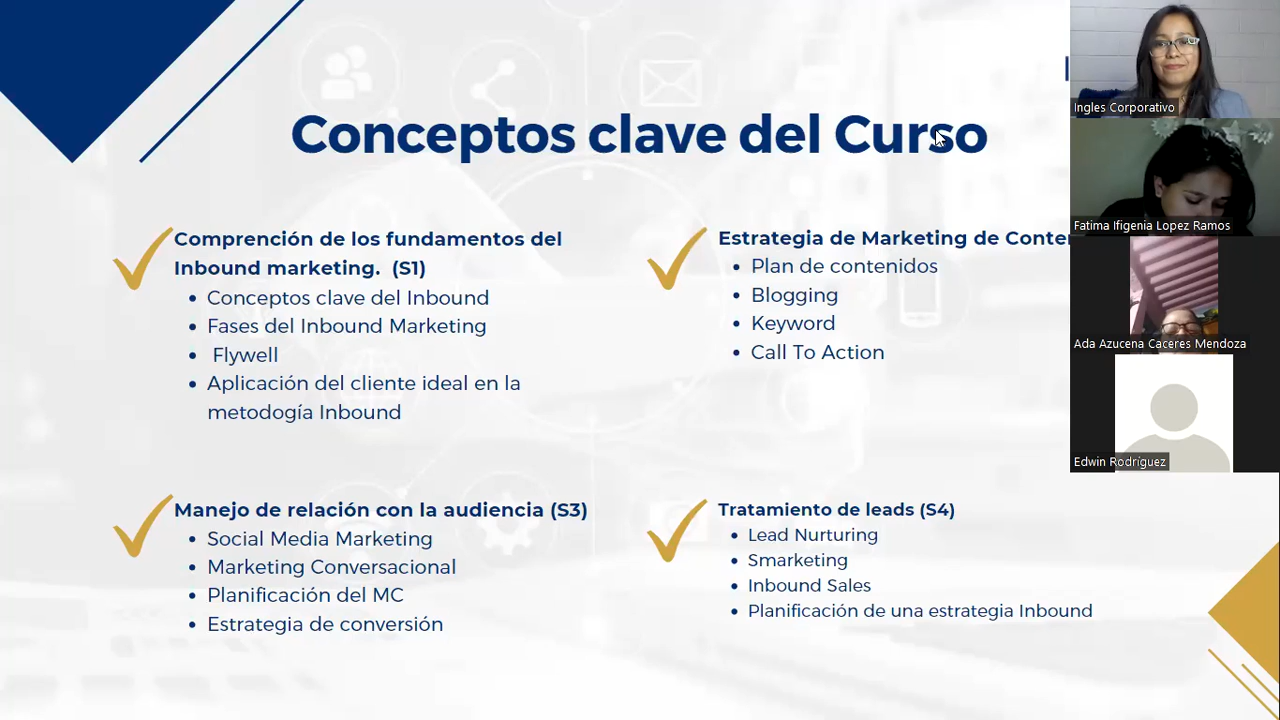 Conceptos clave del Curso
Comprención de los fundamentos del
Inbound marketing. (S1)
• Conceptos clave del Inbound
• Fases del Inbound Marketing
• Flywell
• Aplicación del cliente ideal en la
metodogía Inbound
Estrategia de Marketing de
• Plan de contenidos
• Blogging
• Keyword
• Call To Action
Manejo de relación con la audiencia (S3)
• Social Media Marketing
• Marketing Conversacional
• Planificación del MC
• Estrategia de conversión
Tratamiento de leads (S4)
• Lead Nurturing
• Smarketing
• Inbound Sales
• Planificación de una estrategia Inbound
Ingles Corporativo
Fatima Ifigenia Lopez Ramos
Ada Azucena Caceres Mendoza
Edwin Rodríguez